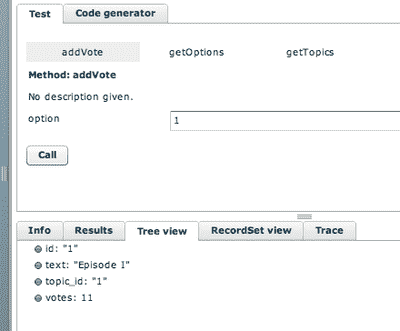 Test Code generator
addVote getOptions getTopics
Method: addVote
No description given.
option 1
Call
Info Results Tree view RecordSet view Trace
id: "1"
text: "Episode I"
topic_id: "1"
votes: 11